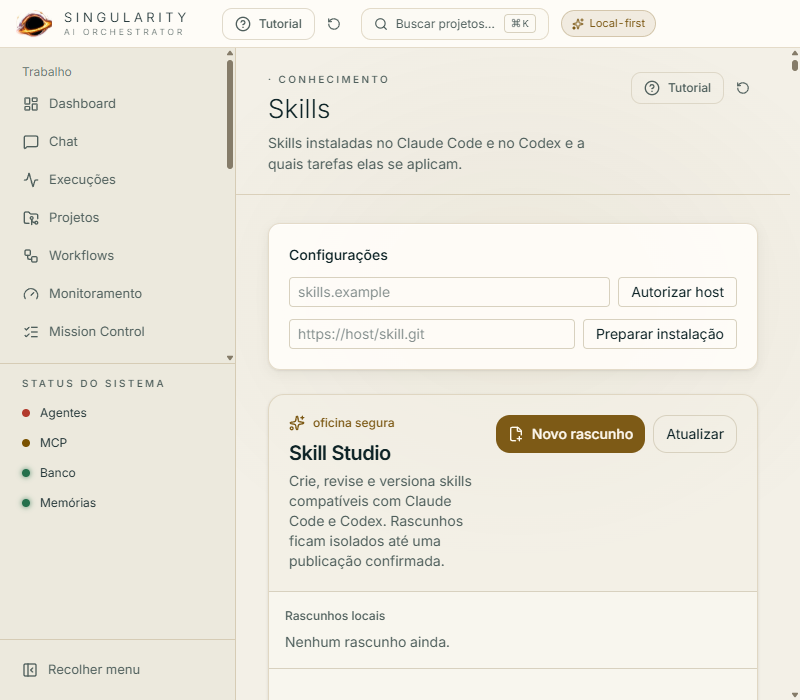 SINGULARITY
AI ORCHESTRATOR
Tutorial
Buscar projetos...
⌘K
Local-first
Trabalho
Dashboard
Chat
Execuções
Projetos
Workflows
Monitoramento
Mission Control
STATUS DO SISTEMA
Agentes
MCP
Banco
Memórias
Recolher menu
· CONHECIMENTO
Skills
Skills instaladas no Claude Code e no Codex e a
quais tarefas elas se aplicam.
Tutorial
Configurações
skills.example
Autorizar host
https://host/skill.git
Preparar instalação
oficina segura
Skill Studio
Crie, revise e versiona skills
compatíveis com Claude
Code e Codex. Rascunhos
ficam isolados até uma
publicação confirmada.
Novo rascunho
Atualizar
Rascunhos locais
Nenhum rascunho ainda.